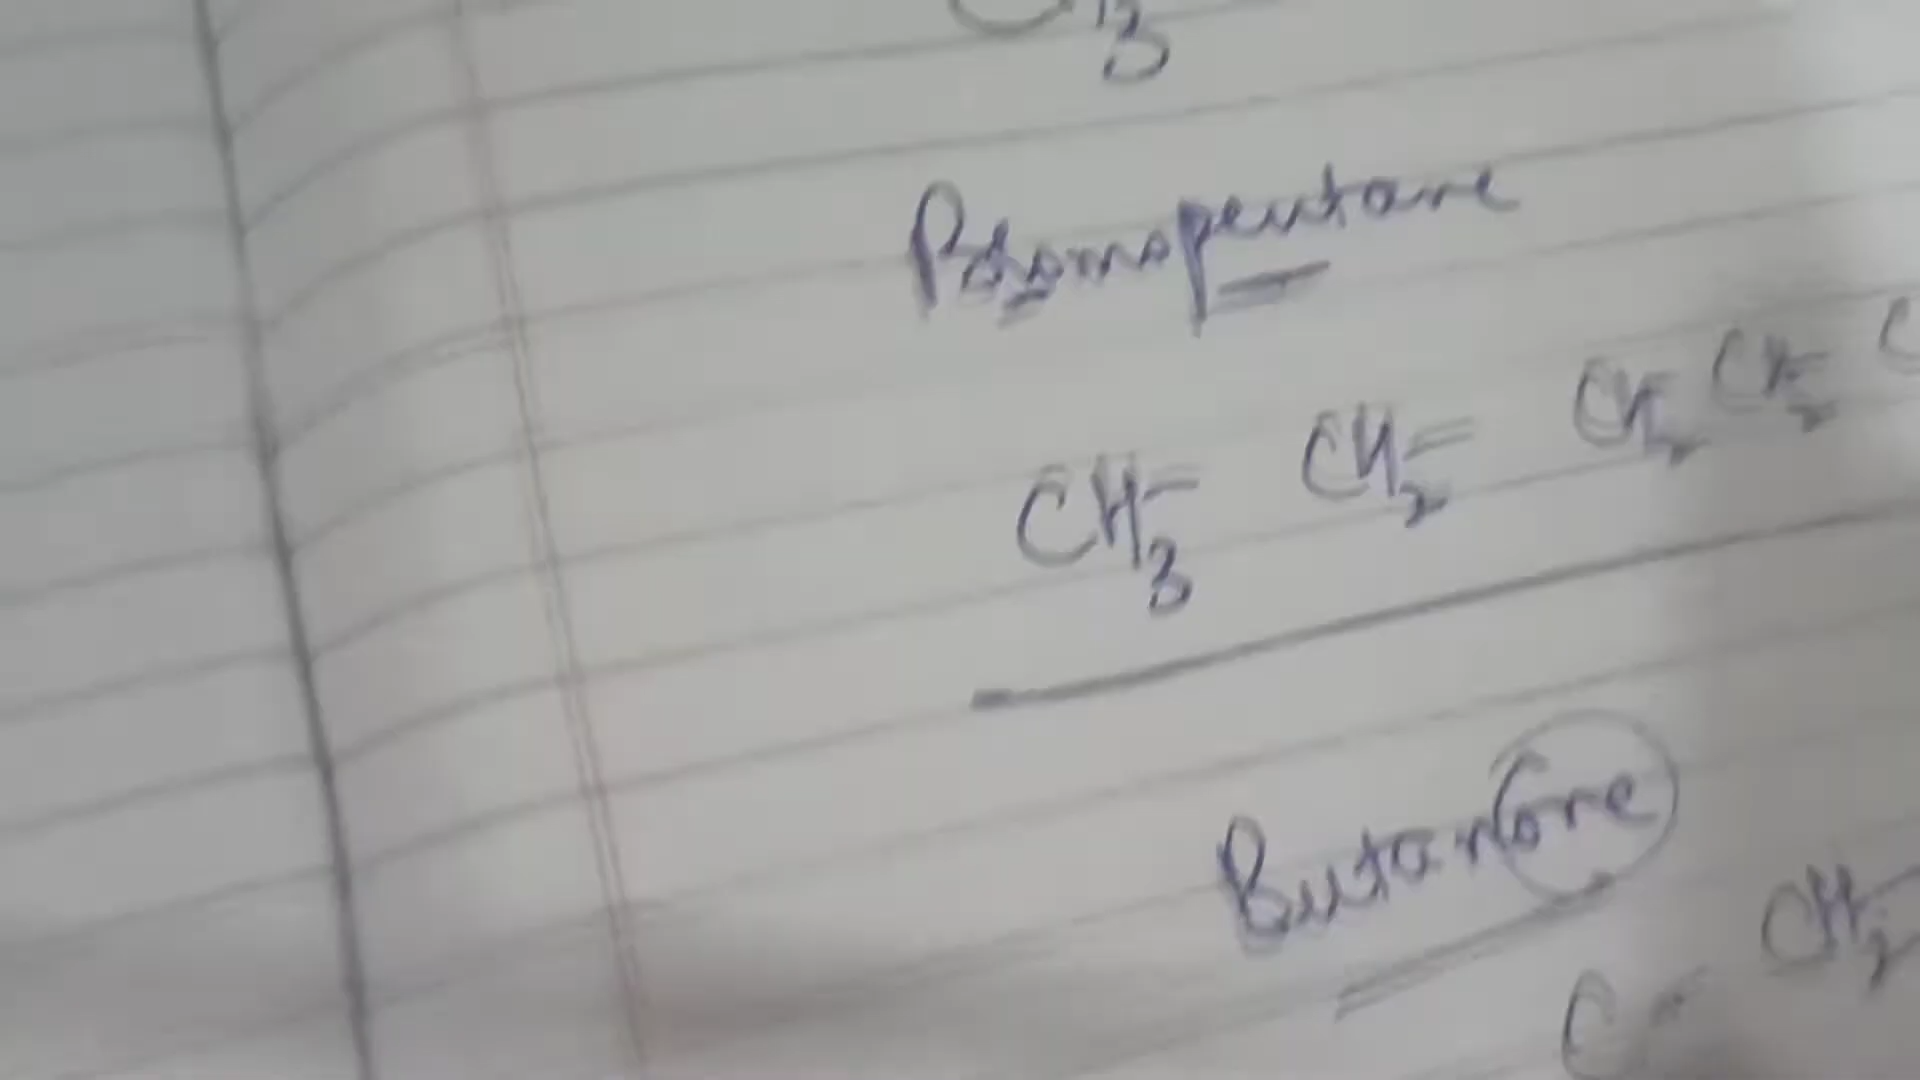 CH3
Bromopentane
CH3- CH2= CH2 CH2 C
Butanone
C- CH2-